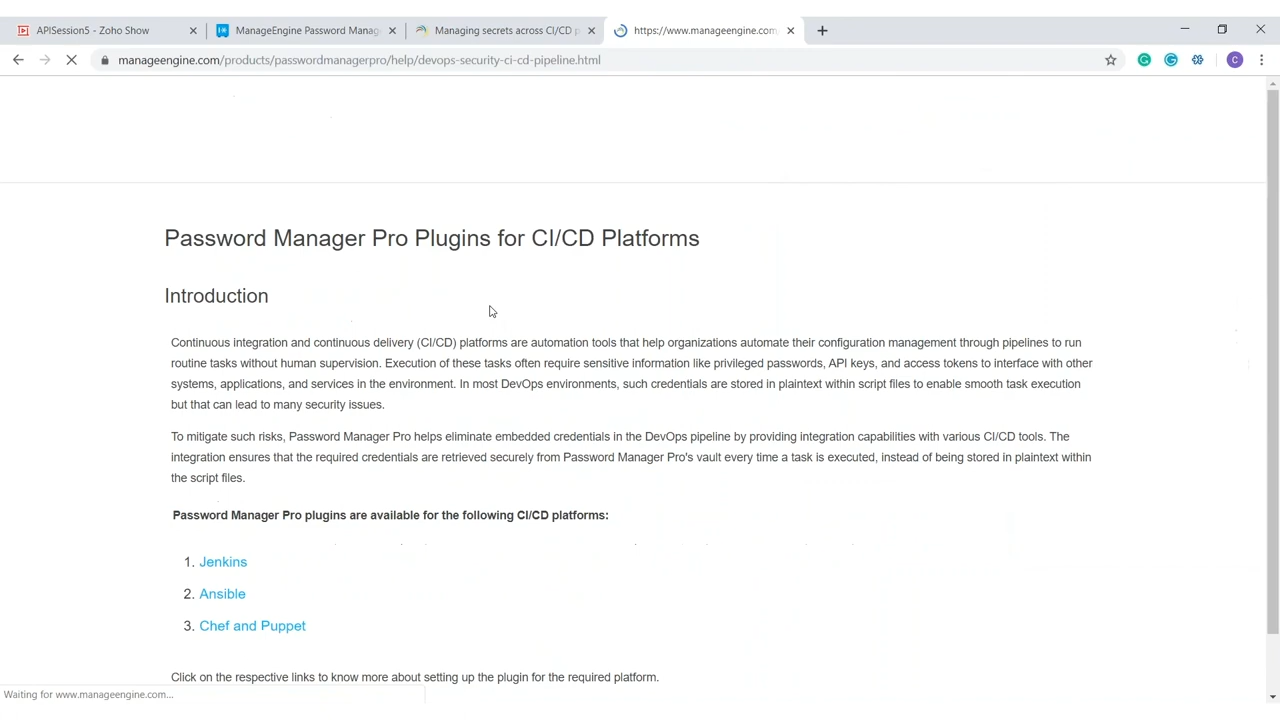 APISession5 - Zoho Show
ManageEngine Password Manag
Managing secrets across CI/CD p
https://www.manageengine.com
manageengine.com/products/passwordmanagerpro/help/devops-security-ci-cd-pipeline.html
C
Password Manager Pro Plugins for CI/CD Platforms
Introduction
Continuous integration and continuous delivery (CI/CD) platforms are automation tools that help organizations automate their configuration management through pipelines to run
routine tasks without human supervision. Execution of these tasks often require sensitive information like privileged passwords, API keys, and access tokens to interface with other
systems, applications, and services in the environment. In most DevOps environments, such credentials are stored in plaintext within script files to enable smooth task execution
but that can lead to many security issues.
To mitigate such risks, Password Manager Pro helps eliminate embedded credentials in the DevOps pipeline by providing integration capabilities with various CI/CD tools. The
integration ensures that the required credentials are retrieved securely from Password Manager Pro's vault every time a task is executed, instead of being stored in plaintext within
the script files.
Password Manager Pro plugins are available for the following CI/CD platforms:
1. Jenkins
2. Ansible
3. Chef and Puppet
Click on the respective links to know more about setting up the plugin for the required platform.
Waiting for www.manageengine.com...